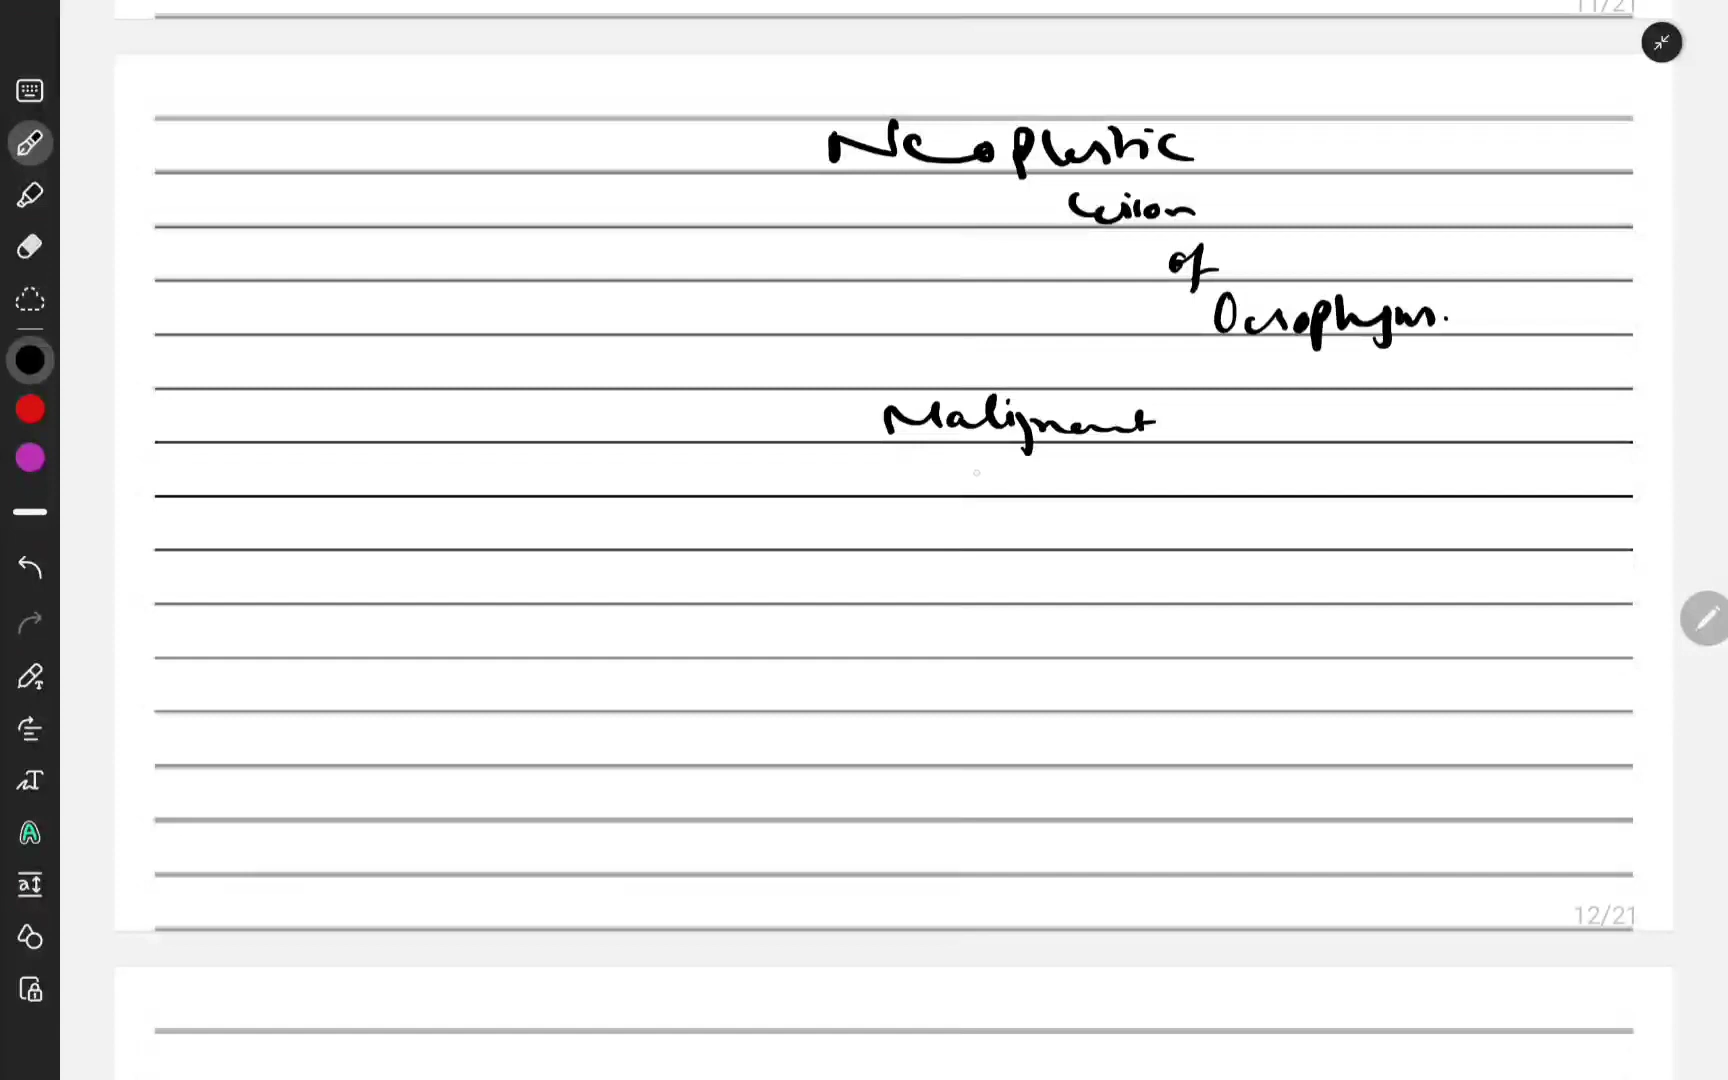 11/21
Neoplastic
Lesion
of
Oesophagus.
Malignant
12/21